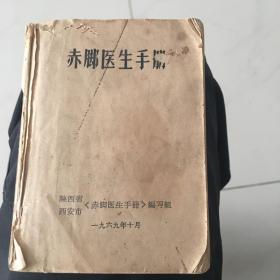 赤脚医生手册
陕西省
西安市《赤脚医生手册》编写组
一九六九年十月